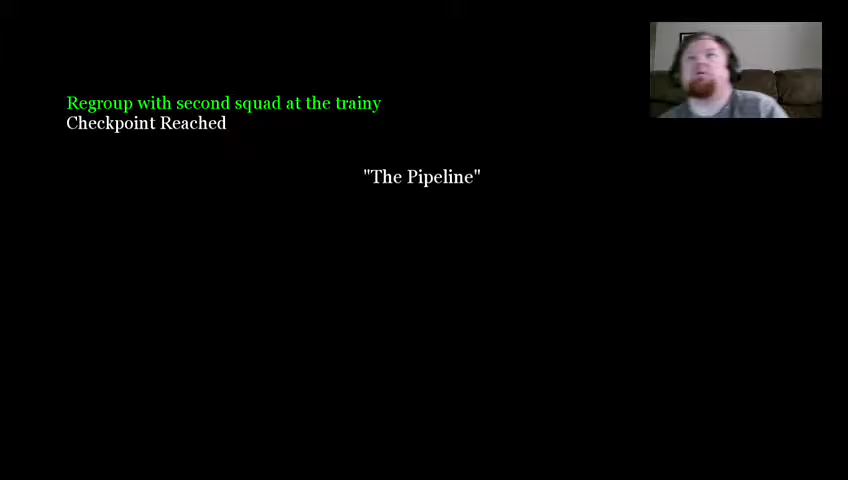 Regroup with second squad at the trainy
Checkpoint Reached
"The Pipeline"